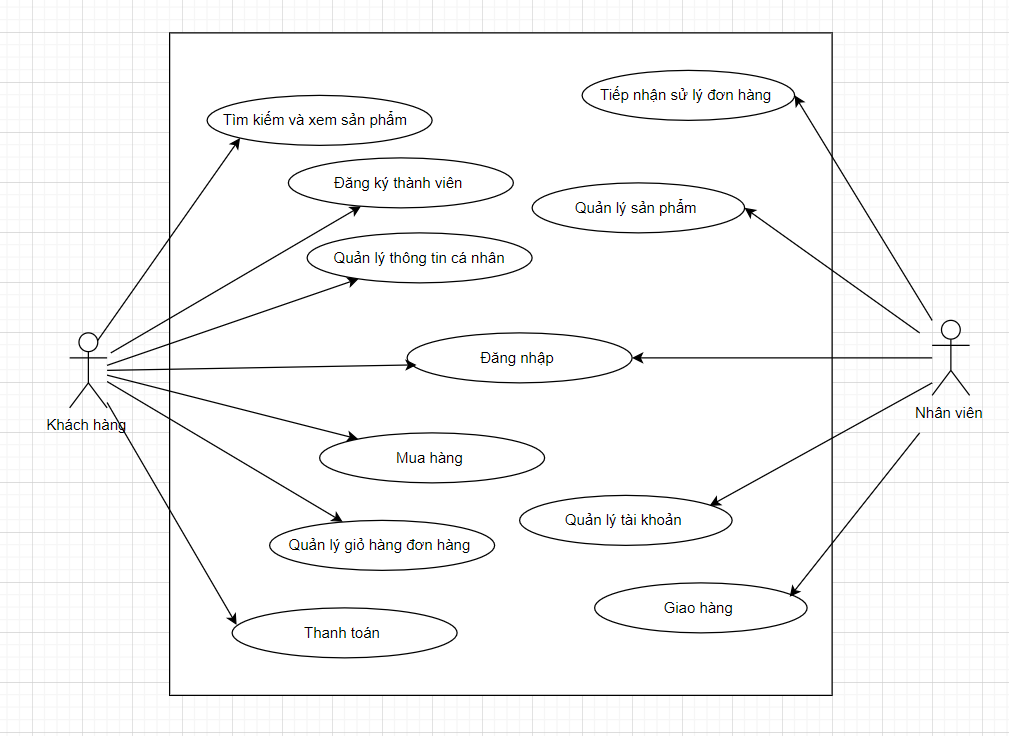 Tiếp nhận sử lý đơn hàng
Tìm kiếm và xem sản phẩm
Đăng ký thành viên
Quản lý sản phẩm
Quản lý thông tin cá nhân
Đăng nhập
Khách hàng
Nhân viên
Mua hàng
Quản lý tài khoản
Quản lý giỏ hàng đơn hàng
Giao hàng
Thanh toán